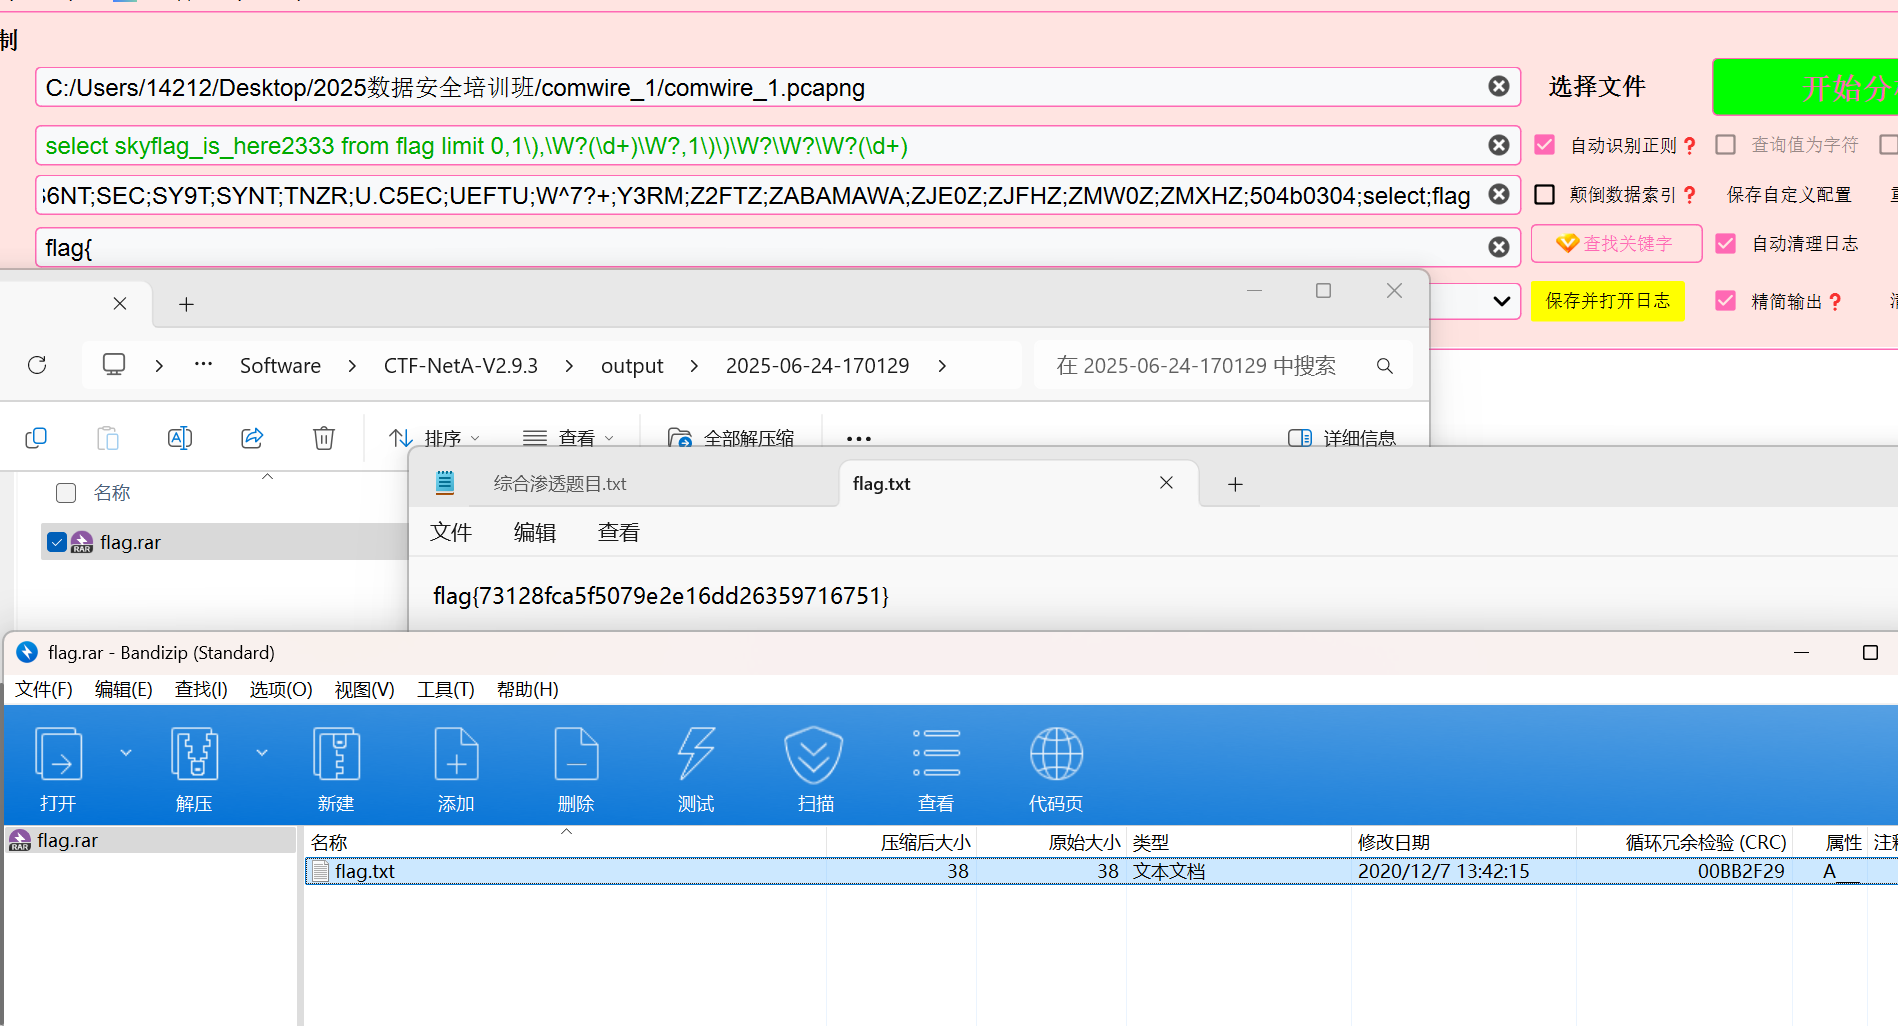 制
C:/Users/14212/Desktop/2025数据安全培训班/comwire_1/comwire_1.pcapng
选择文件
开始分
select skyflag_is_here2333 from flag limit 0,1\),\W?(\d+)\W?,1\)\)\W?\W?\W?(\d+)
自动识别正则❓ 查询值为字符
6NT;SEC;SY9T;SYNT;TNZR;U.C5EC;UEFTU;W^7?+;Y3RM;Z2FTZ;ZABAMAWA;ZJE0Z;ZJFHZ;ZMW0Z;ZMXHZ;504b0304;select;flag
颠倒数据索引❓ 保存自定义配置
flag{
查找关键字 自动清理日志
保存并打开日志 精简输出❓
… Software CTF-NetA-V2.9.3 output 2025-06-24-170129
在 2025-06-24-170129 中搜索
排序 查看 全部解压缩 … 详细信息
名称
flag.rar
综合渗透题目.txt flag.txt
文件 编辑 查看
flag{73128fca5f5079e2e16dd26359716751}
flag.rar - Bandizip (Standard)
文件(F) 编辑(E) 查找(I) 选项(O) 视图(V) 工具(T) 帮助(H)
打开 解压 新建 添加 删除 测试 扫描 查看 代码页
flag.rar
名称 压缩后大小 原始大小 类型 修改日期 循环冗余检验 (CRC) 属性
flag.txt 38 38 文本文档 2020/12/7 13:42:15 00BB2F29 A__